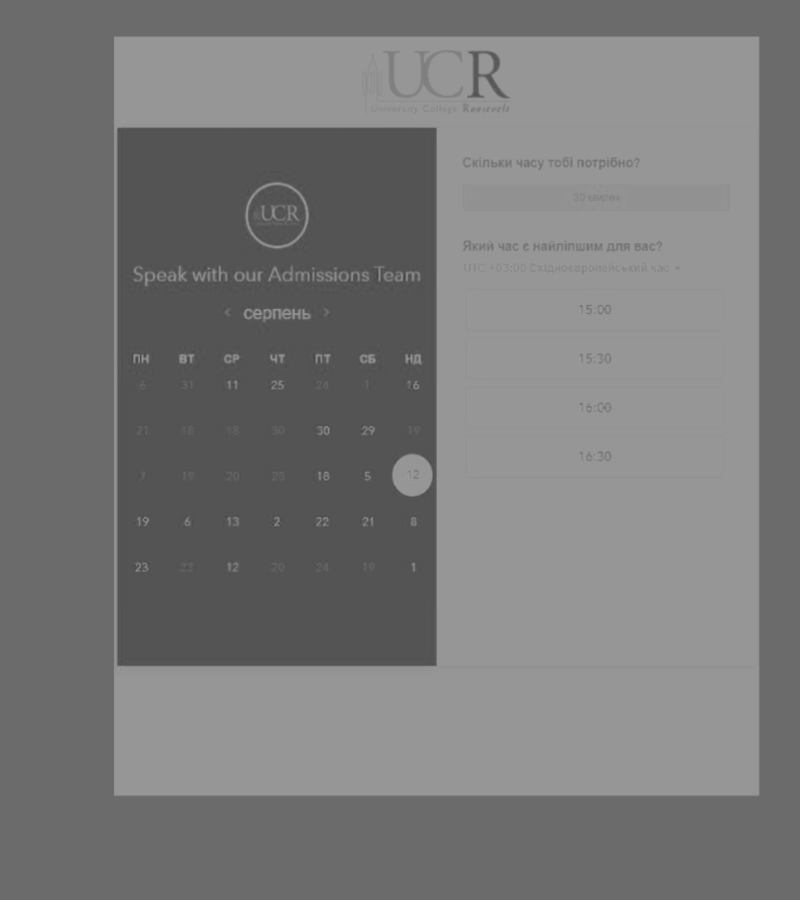 UCR
University College Roosevelt
UCR
Speak with our Admissions Team
‹ серпень ›
ПН ВТ СР ЧТ ПТ СБ НД
6 31 11 25 24 1 16
21 16 18 30 30 29 19
7 19 20 28 18 5 12
19 6 13 2 22 21 8
23 23 12 20 24 19 1
Скільки часу тобі потрібно?
30 хвилин
Який час є найліпшим для вас?
UTC +03:00 Східноєвропейський час
15:00
15:30
16:00
16:30